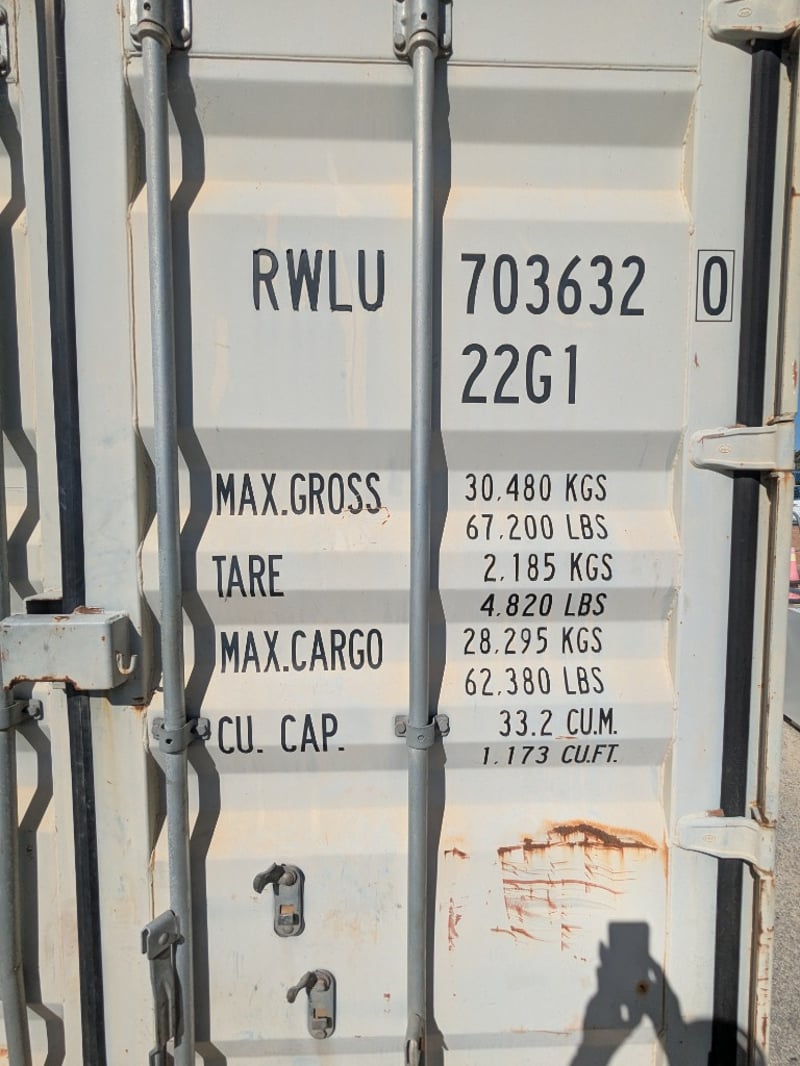 RWLU 703632 0
22G1
MAX.GROSS 30.480 KGS
67.200 LBS
TARE 2.185 KGS
4.820 LBS
MAX.CARGO 28.295 KGS
62.380 LBS
CU. CAP. 33.2 CU.M.
1.173 CU.FT.